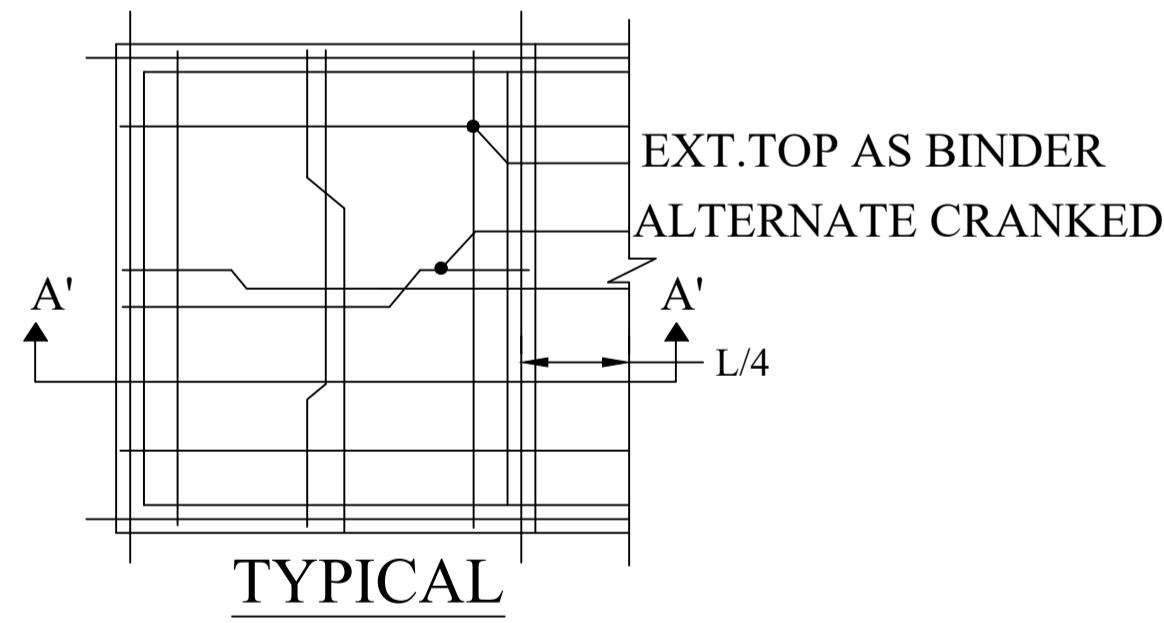 EXT.TOP AS BINDER
ALTERNATE CRANKED
A'
A'
L/4
TYPICAL